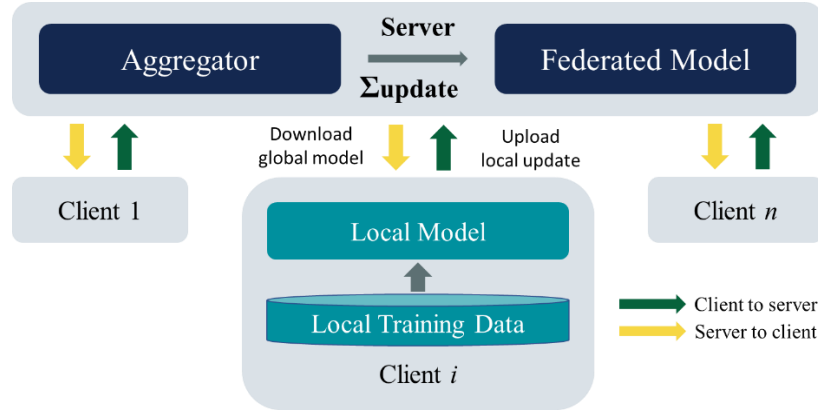 Server
Aggregator
Federated Model
Σupdate
Download
global model
Upload
local update
Client 1
Client n
Local Model
Local Training Data
Client i
Client to server
Server to client